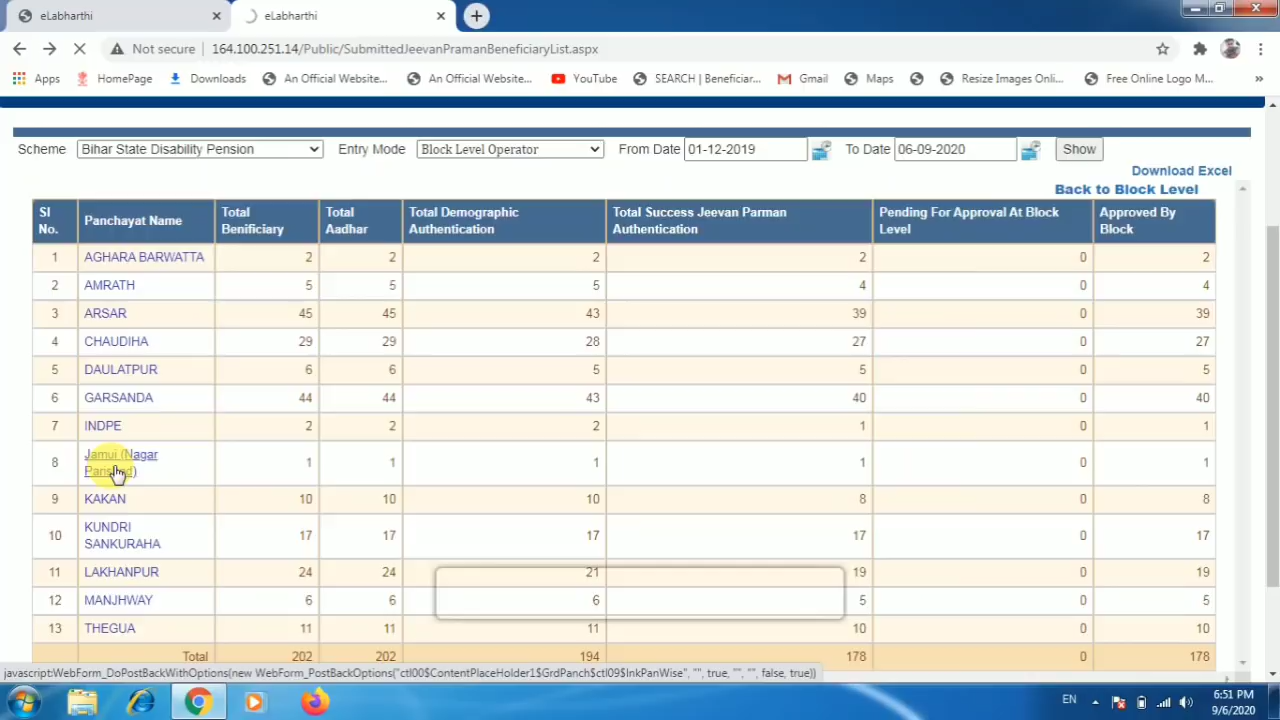 eLabharthi
eLabharthi
Not secure | 164.100.251.14/Public/SubmittedJeevanPramanBeneficiaryList.aspx
Apps HomePage Downloads An Official Website... An Official Website... YouTube SEARCH | Beneficiar... Gmail Maps Resize Images Onli... Free Online Logo M... »
Scheme Bihar State Disability Pension Entry Mode Block Level Operator From Date 01-12-2019 To Date 06-09-2020 Show
Download Excel
Back to Block Level
Sl No. Panchayat Name Total Benificiary Total Aadhar Total Demographic Authentication Total Success Jeevan Parman Authentication Pending For Approval At Block Level Approved By Block
1 AGHARA BARWATTA 2 2 2 2 0 2
2 AMRATH 5 5 5 4 0 4
3 ARSAR 45 45 43 39 0 39
4 CHAUDIHA 29 29 28 27 0 27
5 DAULATPUR 6 6 5 5 0 5
6 GARSANDA 44 44 43 40 0 40
7 INDPE 2 2 2 1 0 1
8 Jamui (Nagar 1 1 1 1 0 1
9 KAKAN 10 10 10 8 0 8
10 KUNDRI SANKURAHA 17 17 17 17 0 17
11 LAKHANPUR 24 24 21 19 0 19
12 MANJHWAY 6 6 6 5 0 5
13 THEGUA 11 11 11 10 0 10
Total 202 202 194 178 0 178
javascript:WebForm_DoPostBackWithOptions(new WebForm_PostBackOptions("ctl00$ContentPlaceHolder1$GrdPanch$ctl09$lnkPanWise", "", true, "", "", false, true))
EN 6:51 PM
9/6/2020